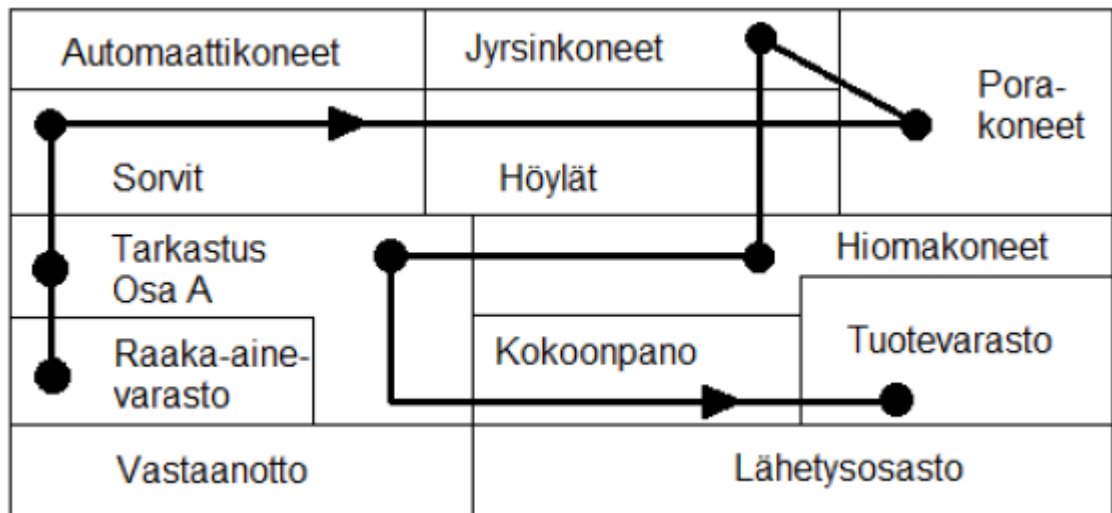 Automaattikoneet
Jyrsinkoneet
Pora-
koneet
Sorvit
Höylät
Tarkastus
Osa A
Hiomakoneet
Raaka-aine-
varasto
Kokoonpano
Tuotevarasto
Vastaanotto
Lähetysosasto